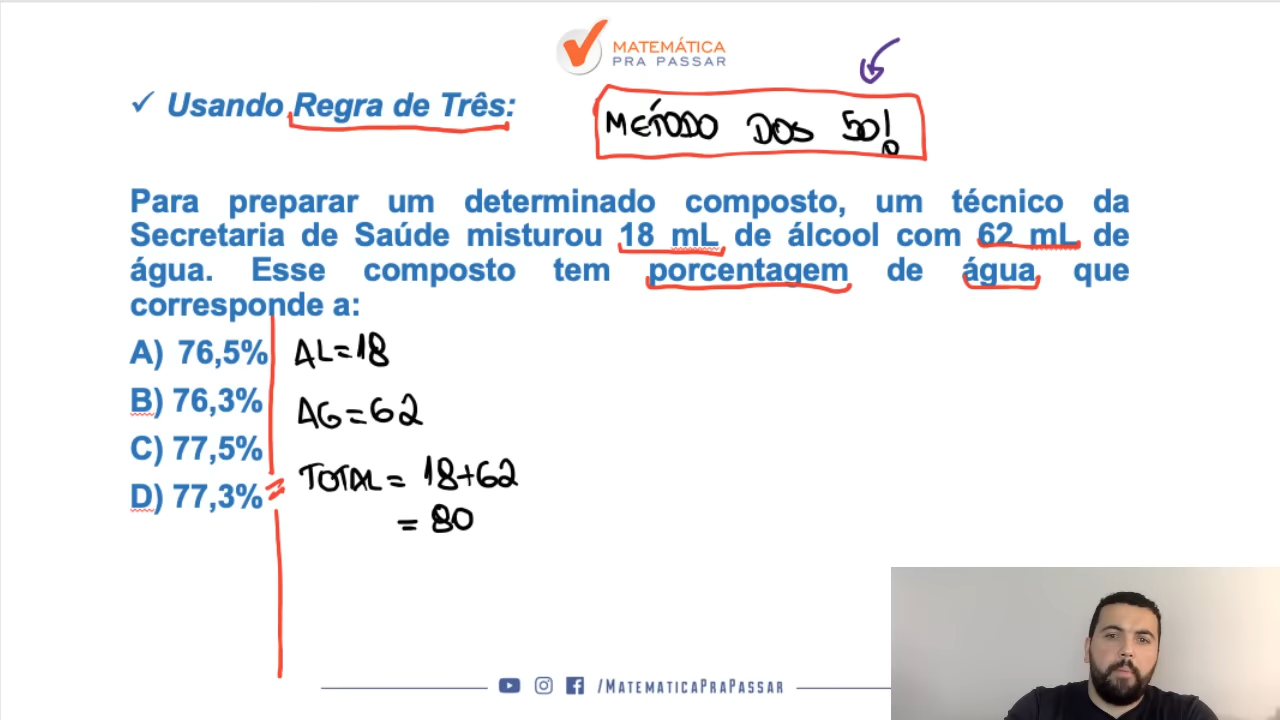 MATEMÁTICA
PRA PASSAR
✓ Usando Regra de Três:
MÉTODO DOS 50!
Para preparar um determinado composto, um técnico da
Secretaria de Saúde misturou 18 mL de álcool com 62 mL de
água. Esse composto tem porcentagem de água que
corresponde a:
A) 76,5%
B) 76,3%
C) 77,5%
D) 77,3%
AL=18
AG=62
TOTAL = 18+62
= 80
/MATEMATICAPRAPASSAR